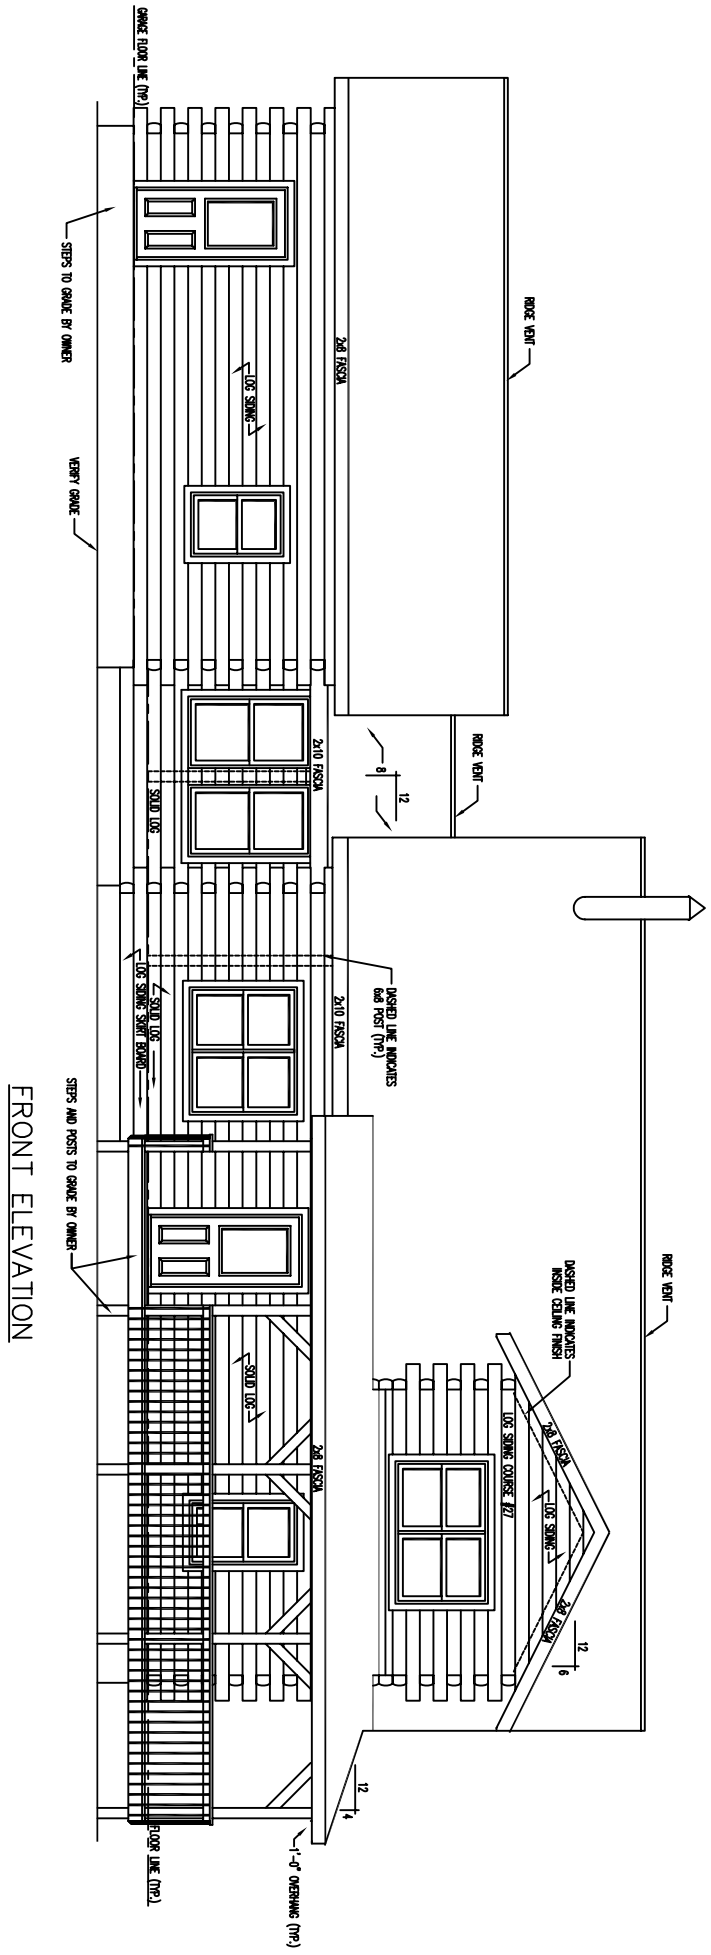 RIDGE VENT
RIDGE VENT
RIDGE VENT
DASHED LINE INDICATES
INSIDE CEILING FINISH
2x8 FASCIA
2x8 FASCIA
LOG SIDING
12
6
LOG SIDING COURSE #27
12
8
2x8 FASCIA
2x10 FASCIA
2x10 FASCIA
DASHED LINE INDICATES
6x8 POST (TYP.)
2x8 FASCIA
12
4
1'-0" OVERHANG (TYP.)
LOG SIDING
SOLID LOG
SOLID LOG
SOLID LOG
LOG SIDING SKIRT BOARD
GARAGE FLOOR LINE (TYP.)
FLOOR LINE (TYP.)
STEPS TO GRADE BY OWNER
VERIFY GRADE
STEPS AND POSTS TO GRADE BY OWNER
FRONT ELEVATION